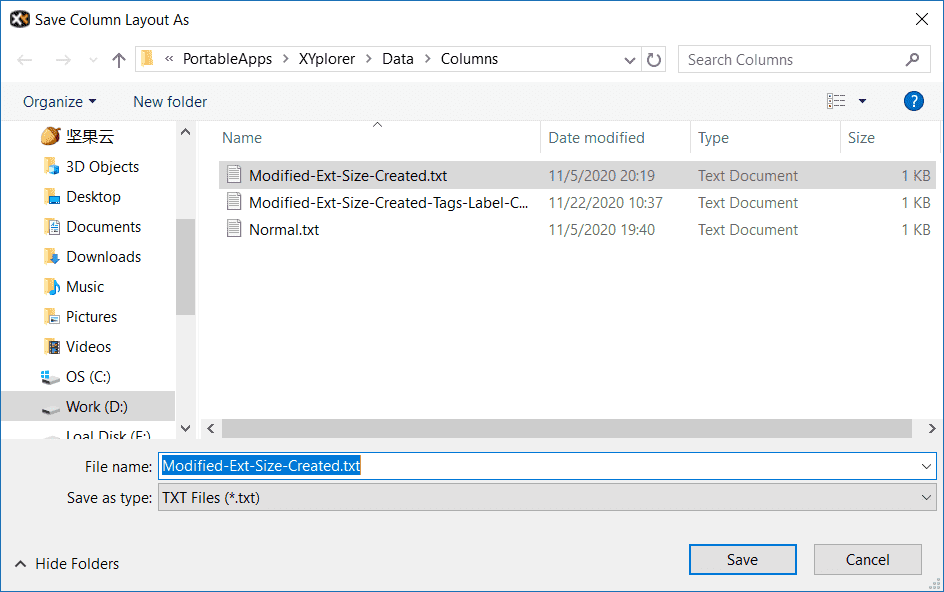 Save Column Layout As
« PortableApps > XYplorer > Data > Columns
Search Columns
Organize
New folder
?
坚果云
3D Objects
Desktop
Documents
Downloads
Music
Pictures
Videos
OS (C:)
Work (D:)
Loal Disk (E:)
Name Date modified Type Size
Modified-Ext-Size-Created.txt 11/5/2020 20:19 Text Document 1 KB
Modified-Ext-Size-Created-Tags-Label-C... 11/22/2020 10:37 Text Document 1 KB
Normal.txt 11/5/2020 19:40 Text Document 1 KB
File name: Modified-Ext-Size-Created.txt
Save as type: TXT Files (*.txt)
Hide Folders
Save
Cancel